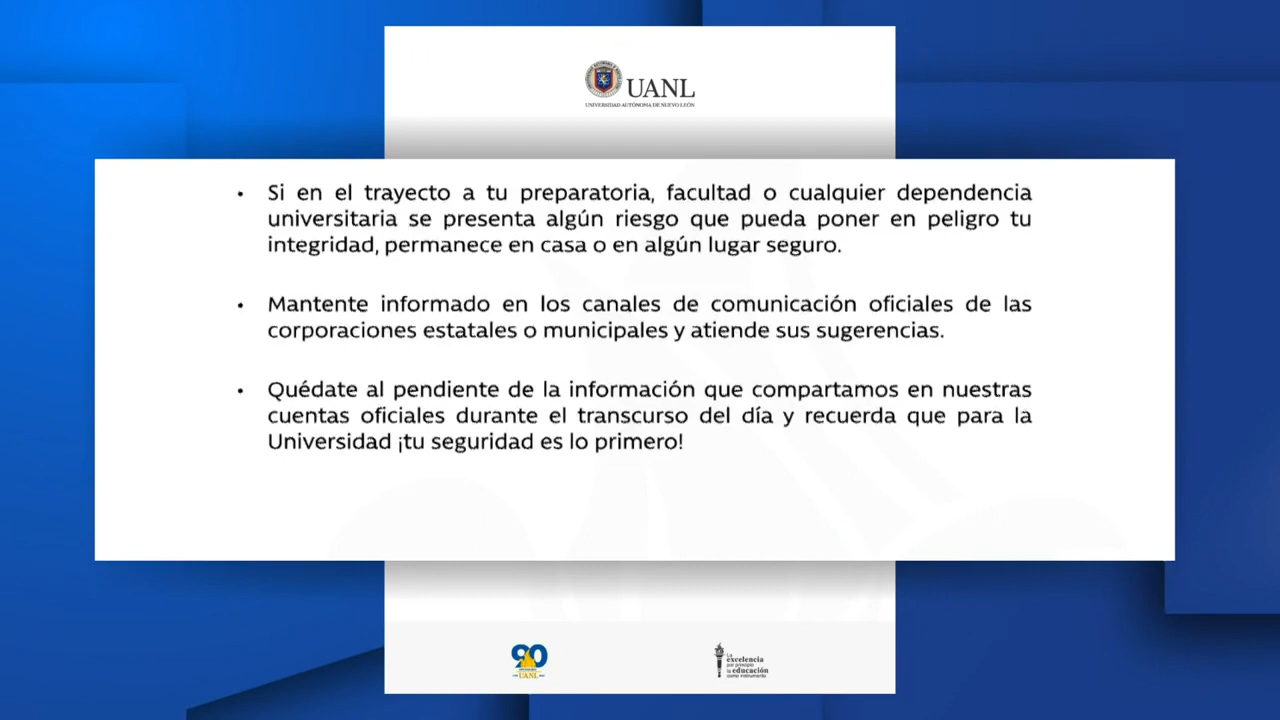 UANL
UNIVERSIDAD AUTÓNOMA DE NUEVO LEÓN
• Si en el trayecto a tu preparatoria, facultad o cualquier dependencia
universitaria se presenta algún riesgo que pueda poner en peligro tu
integridad, permanece en casa o en algún lugar seguro.
• Mantente informado en los canales de comunicación oficiales de las
corporaciones estatales o municipales y atiende sus sugerencias.
• Quédate al pendiente de la información que compartamos en nuestras
cuentas oficiales durante el transcurso del día y recuerda que para la
Universidad ¡tu seguridad es lo primero!
90
UANL
La
excelencia
por principio
la educación
como instrumento